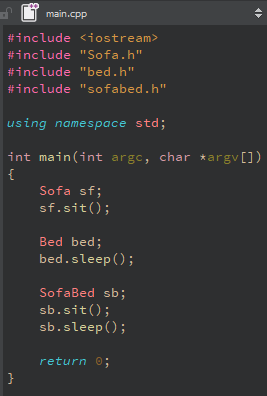 main.cpp
#include <iostream>
#include "Sofa.h"
#include "bed.h"
#include "sofabed.h"
using namespace std;
int main(int argc, char *argv[])
{
    Sofa sf;
    sf.sit();
    Bed bed;
    bed.sleep();
    SofaBed sb;
    sb.sit();
    sb.sleep();
    return 0;
}